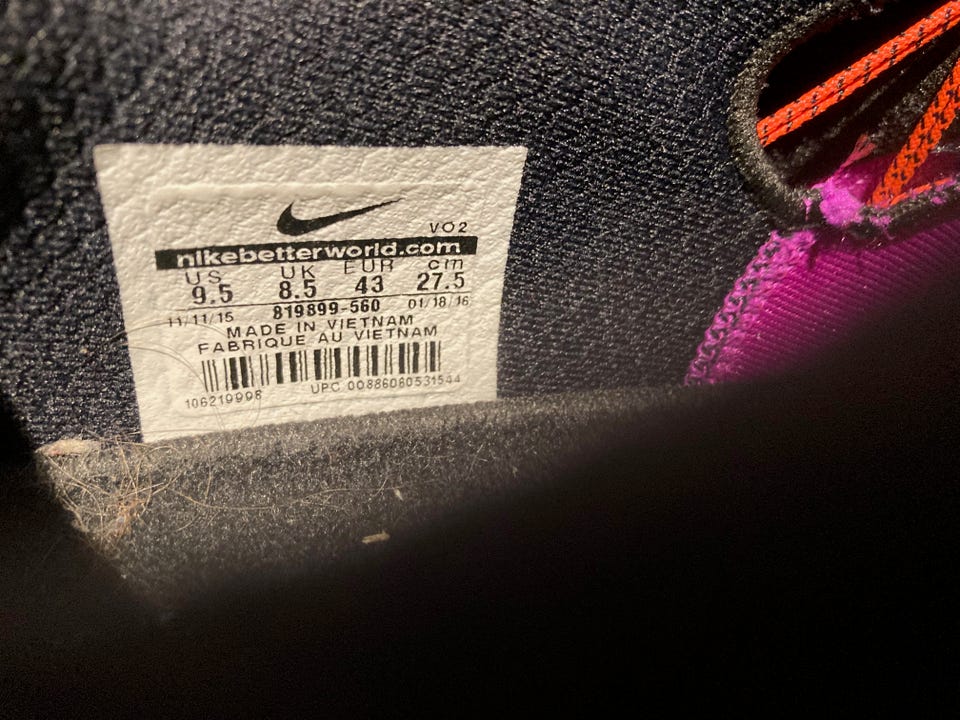 VO2
nikebetterworld.com
US UK EUR cm
9.5 8.5 43 27.5
11/11/15 819899-560 01/18/16
MADE IN VIETNAM
FABRIQUE AU VIETNAM
106219998 UPC 00886060531544